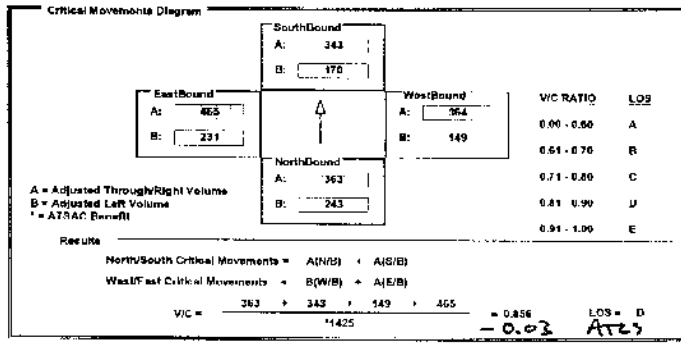 Critical Movements Diagram
SouthBound
A: 343
B: 170
EastBound
A: 465
B: 231
WestBound
A: 364
B: 149
NorthBound
A: 363
B: 243
V/C RATIO LOS
0.00 - 0.60 A
0.61 - 0.70 B
0.71 - 0.80 C
0.81 - 0.90 D
0.91 - 1.00 E
A = Adjusted Through/Right Volume
B = Adjusted Left Volume
* = ATSAC Benefit
Results
North/South Critical Movements = A(N/B) + A(S/B)
West/East Critical Movements = B(W/B) + A(E/B)
363 + 343 + 149 + 465
V/C = = 0.856 LOS = D
*1425
- 0.03 ATCS